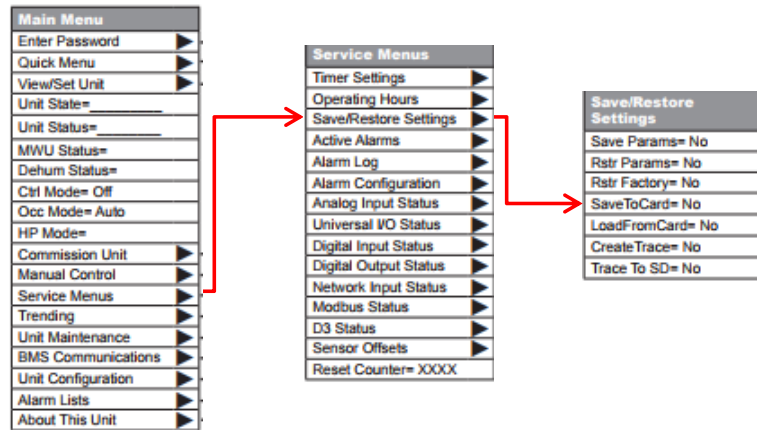 Main Menu
Enter Password
Quick Menu
View/Set Unit
Unit State=_________
Unit Status=________
MWU Status=
Dehum Status=
Ctrl Mode= Off
Occ Mode= Auto
HP Mode=
Commission Unit
Manual Control
Service Menus
Trending
Unit Maintenance
BMS Communications
Unit Configuration
Alarm Lists
About This Unit
Service Menus
Timer Settings
Operating Hours
Save/Restore Settings
Active Alarms
Alarm Log
Alarm Configuration
Analog Input Status
Universal I/O Status
Digital Input Status
Digital Output Status
Network Input Status
Modbus Status
D3 Status
Sensor Offsets
Reset Counter= XXXX
Save/Restore
Settings
Save Params= No
Rstr Params= No
Rstr Factory= No
SaveToCard= No
LoadFromCard= No
CreateTrace= No
Trace To SD= No